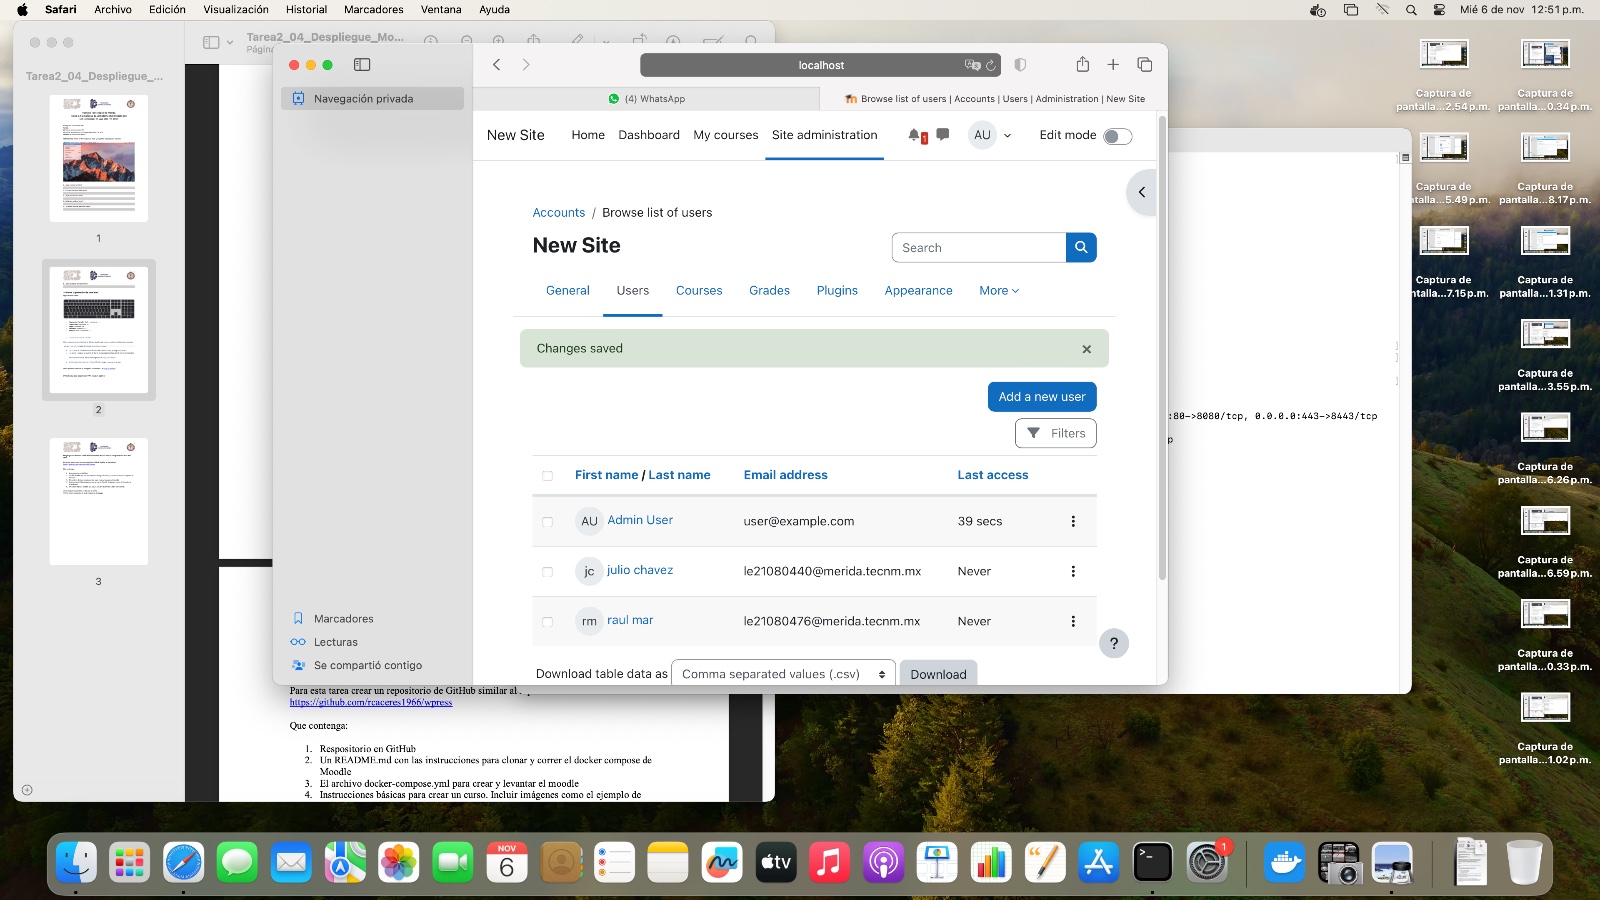 Safari Archivo Edición Visualización Historial Marcadores Ventana Ayuda
Mié 6 de nov 12:51 p.m.
Tarea2_04_Despliegue_...
1
2
3
Tarea2_04_Despliegue_Mo...
localhost
Navegación privada
(4) WhatsApp
Browse list of users | Accounts | Users | Administration | New Site
New Site Home Dashboard My courses Site administration
1
AU
Edit mode
Accounts / Browse list of users
New Site
Search
General Users Courses Grades Plugins Appearance More
Changes saved
Add a new user
Filters
First name / Last name Email address Last access
AU Admin User user@example.com 39 secs
jc julio chavez le21080440@merida.tecnm.mx Never
rm raul mar le21080476@merida.tecnm.mx Never
?
Download table data as Comma separated values (.csv) Download
Marcadores
Lecturas
Se compartió contigo
:80->8080/tcp, 0.0.0.0:443->8443/tcp
p
Para esta tarea crear un repositorio de GitHub similar al
https://github.com/rcaceres1966/wpress
Que contenga:
1. Respositorio en GitHub
2. Un README.md con las instrucciones para clonar y correr el docker compose de
Moodle
3. El archivo docker-compose.yml para crear y levantar el moodle
4. Instrucciones básicas para crear un curso. Incluir imágenes como el ejemplo de
Captura de
pantalla...2.54 p.m.
Captura de
pantalla...0.34 p.m.
Captura de
ntalla...5.49 p.m.
Captura de
pantalla...8.17 p.m.
Captura de
ntalla...7.15 p.m.
Captura de
pantalla...1.31 p.m.
Captura de
pantalla...3.55 p.m.
Captura de
pantalla...6.26 p.m.
Captura de
pantalla...6.59 p.m.
Captura de
pantalla...0.33 p.m.
Captura de
pantalla...1.02 p.m.
NOV
6
tv
1